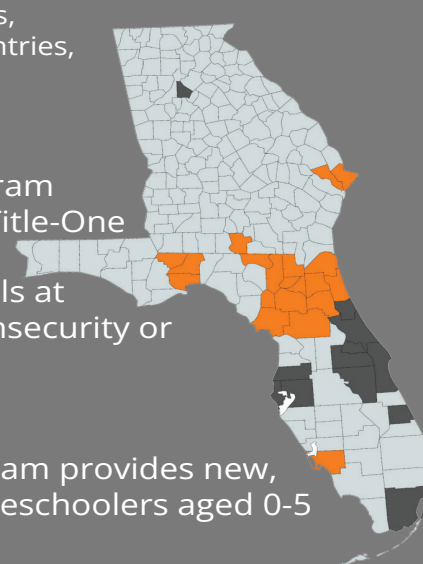 s,
ntries,
ram
Title-One
ls at
nsecurity or
am provides new,
eschoolers aged 0-5